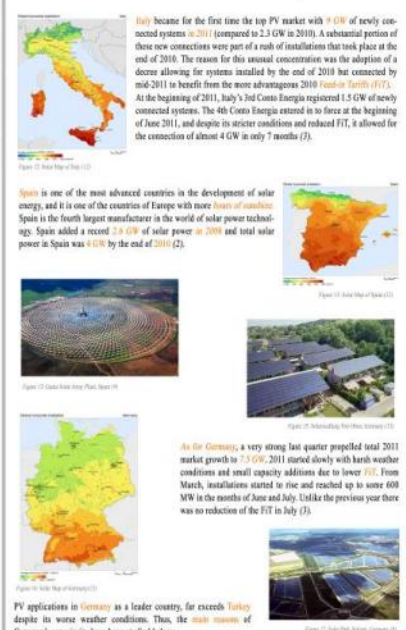 Italy became for the first time the top PV market with 9 GW of newly con-
nected systems in 2011 (compared to 2.3 GW in 2010). A substantial portion of
these new connections were part of a rush of installations that took place at the
end of 2010. The reason for this unusual concentration was the adoption of a
decree allowing for systems installed by the end of 2010 but connected by
mid-2011 to benefit from the more advantageous 2010 Feed-in Tariffs (FiT).
At the beginning of 2011, Italy's 3rd Conto Energia registered 1.5 GW of newly
connected systems. The 4th Conto Energia entered in to force at the beginning
of June 2011, and despite its stricter conditions and reduced FiT, it allowed for
the connection of almost 4 GW in only 7 months (3).
Spain is one of the most advanced countries in the development of solar
energy, and it is one of the countries of Europe with more hours of sunshine.
Spain is the fourth largest manufacturer in the world of solar power technol-
ogy. Spain added a record 2.6 GW of solar power in 2008 and total solar
power in Spain was 4 GW by the end of 2010 (2).
As for Germany, a very strong last quarter propelled total 2011
market growth to 7.5 GW. 2011 started slowly with harsh weather
conditions and small capacity additions due to lower FiT. From
March, installations started to rise and reached up to some 600
MW in the months of June and July. Unlike the previous year there
was no reduction of the FiT in July (3).
PV applications in Germany as a leader country, far exceeds Turkey
despite its worse weather conditions. Thus, the main reasons of